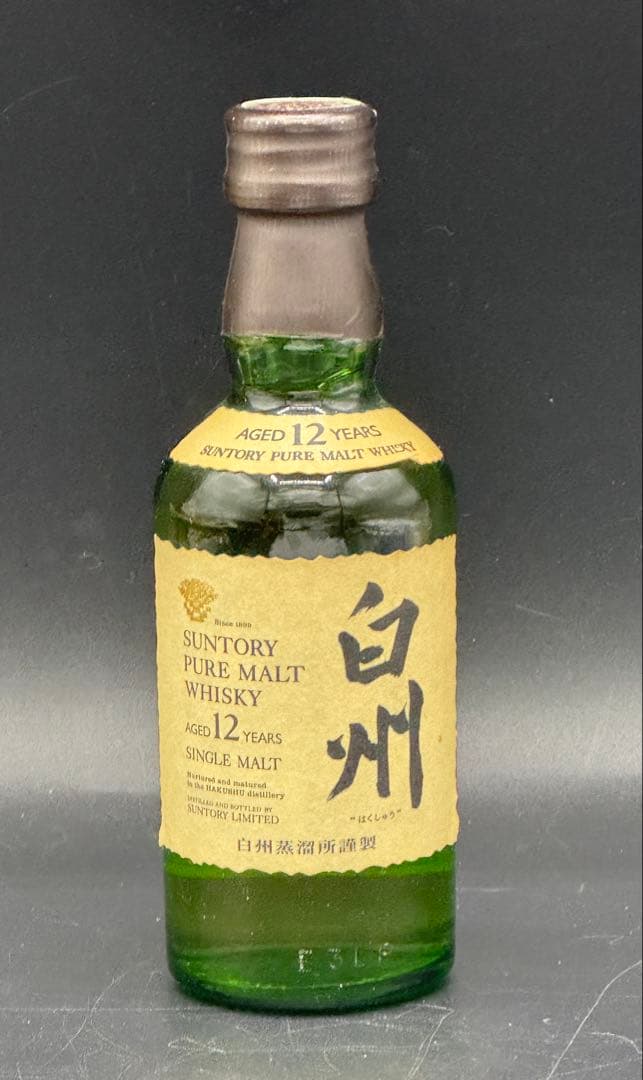 AGED 12 YEARS
SUNTORY PURE MALT WHISKY
Since 1899
SUNTORY
PURE MALT
WHISKY
AGED 12 YEARS
SINGLE MALT
Nurtured and matured
in the HAKUSHU distillery
DISTILLED AND BOTTLED BY
SUNTORY LIMITED
白州
"はくしゅう"
白州蒸溜所謹製